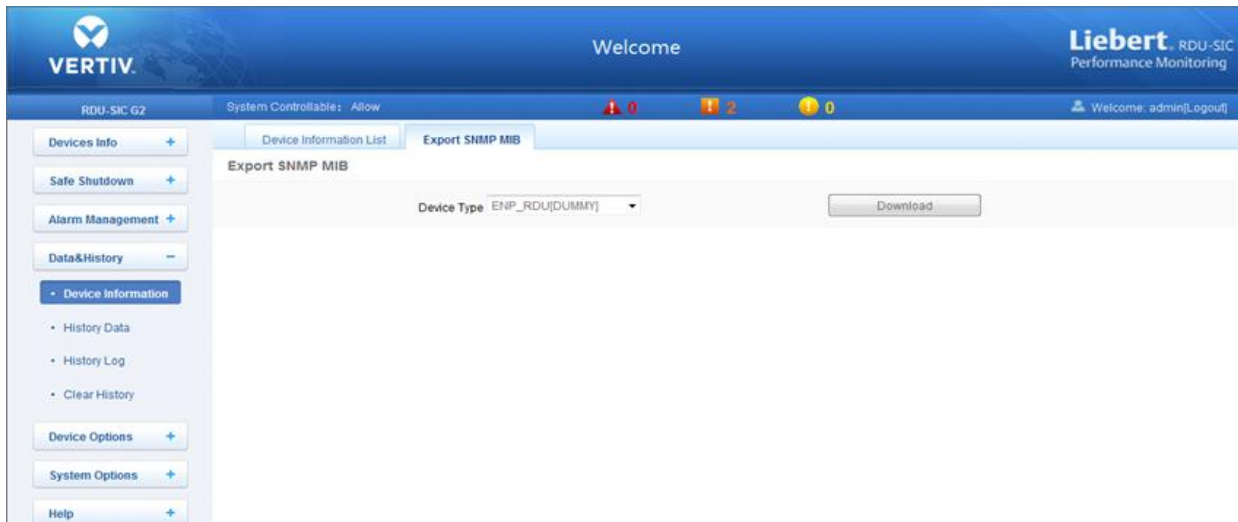 VERTIV.
Welcome
Liebert. RDU-SIC
Performance Monitoring
RDU-SIC G2
System Controllable: Allow
0
2
0
Welcome: admin[Logout]
Devices Info +
Safe Shutdown +
Alarm Management +
Data&History −
• Device Information
• History Data
• History Log
• Clear History
Device Options +
System Options +
Help +
Device Information List
Export SNMP MIB
Export SNMP MIB
Device Type ENP_RDU[DUMMY]
Download